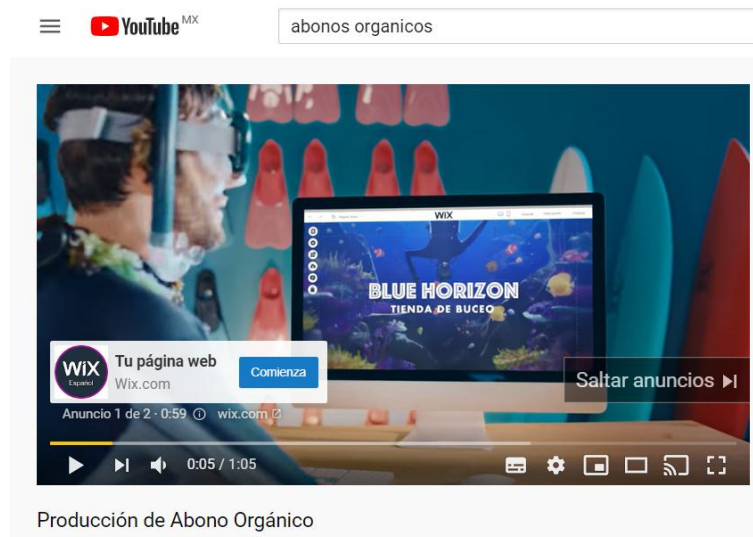 YouTube MX
abonos organicos
WiX
BLUE HORIZON
TIENDA DE BUCEO
WiX
Español
Tu página web
Wix.com
Comienza
Saltar anuncios
Anuncio 1 de 2 · 0:59 wix.com
0:05 / 1:05
Producción de Abono Orgánico